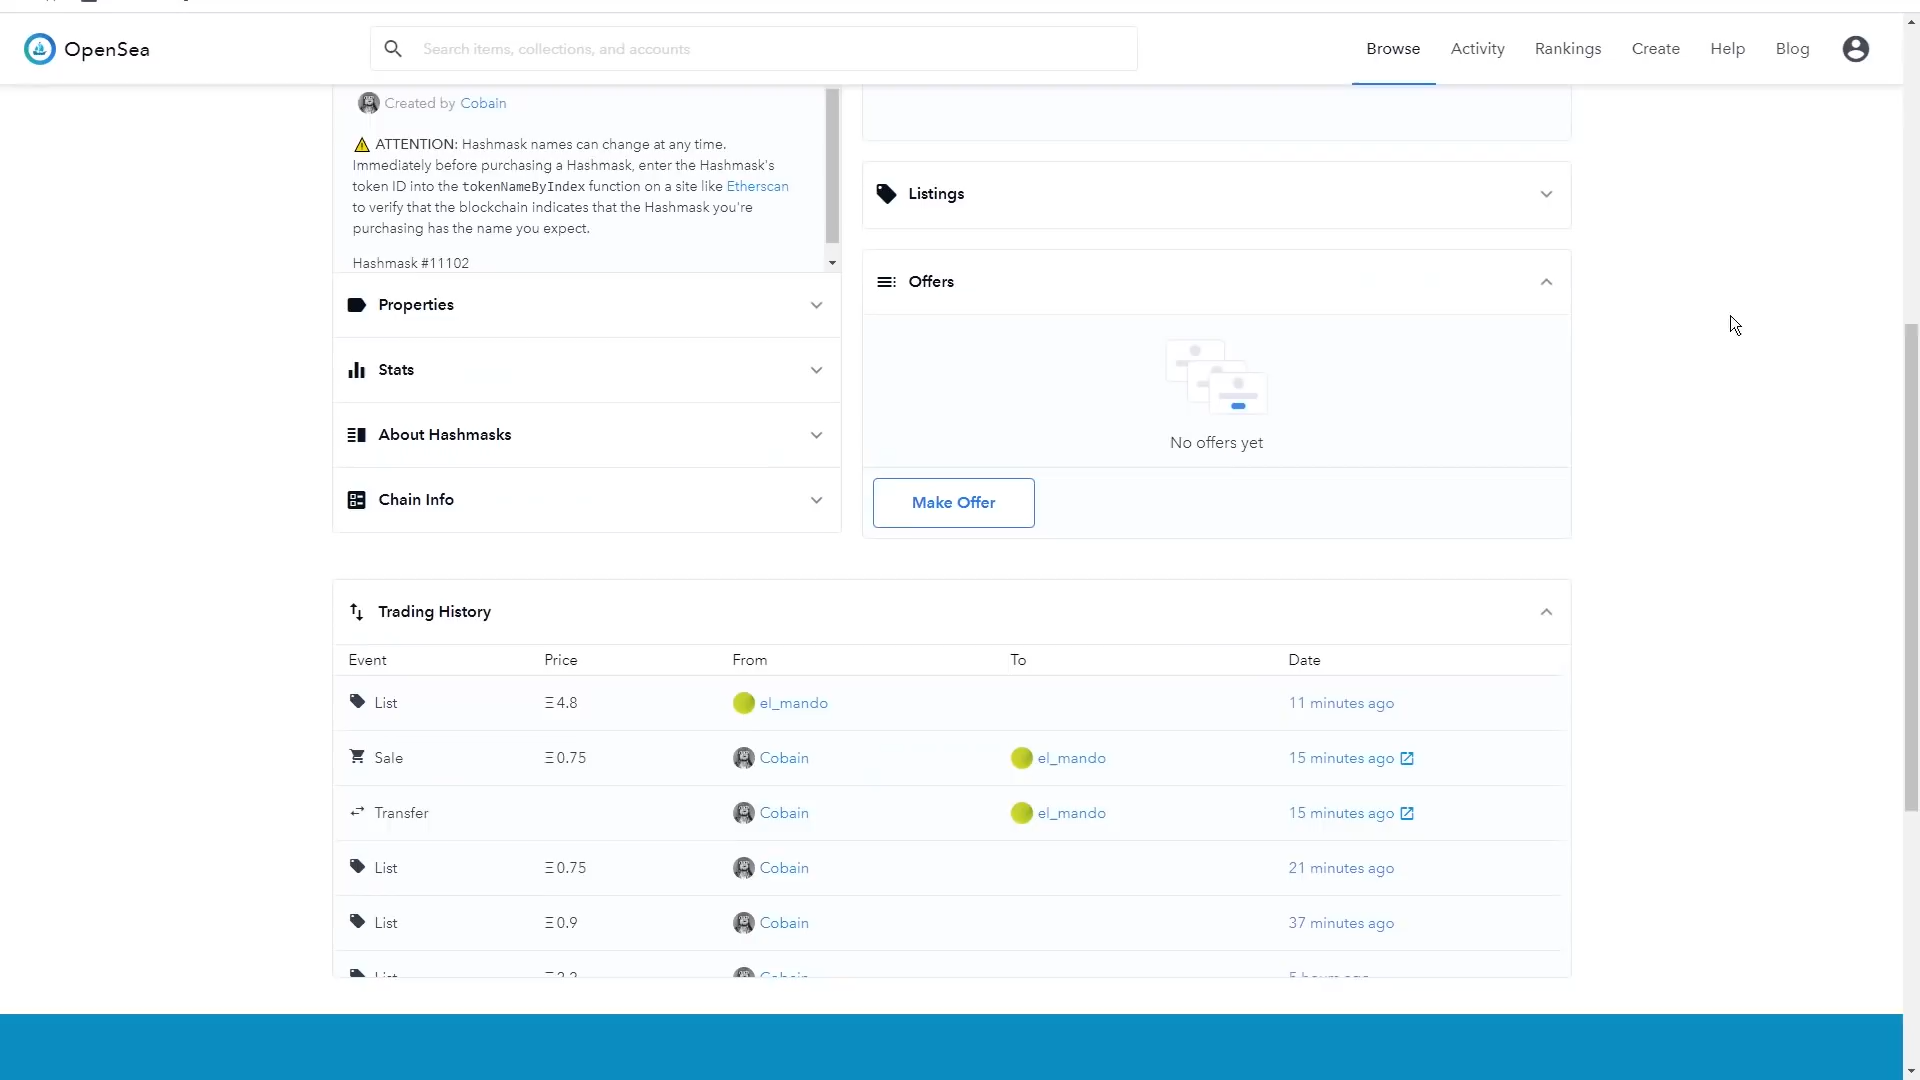 OpenSea
Search items, collections, and accounts
Browse
Activity
Rankings
Create
Help
Blog
Created by Cobain
ATTENTION: Hashmask names can change at any time.
Immediately before purchasing a Hashmask, enter the Hashmask's
token ID into the tokenNameByIndex function on a site like Etherscan
to verify that the blockchain indicates that the Hashmask you're
purchasing has the name you expect.
Hashmask #11102
Properties
Stats
About Hashmasks
Chain Info
Listings
Offers
No offers yet
Make Offer
Trading History
Event Price From To Date
List Ξ4.8 el_mando 11 minutes ago
Sale Ξ0.75 Cobain el_mando 15 minutes ago
Transfer Cobain el_mando 15 minutes ago
List Ξ0.75 Cobain 21 minutes ago
List Ξ0.9 Cobain 37 minutes ago
List Cobain 5 hours ago